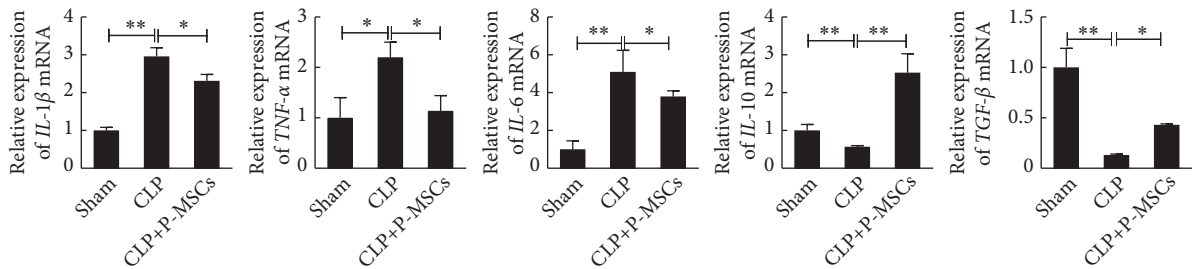 Relative expression
of IL-1β mRNA
4
3
2
1
0
** *
Sham
CLP
CLP+P-MSCs
Relative expression
of TNF-α mRNA
3
2
1
0
* *
Sham
CLP
CLP+P-MSCs
Relative expression
of IL-6 mRNA
8
6
4
2
0
** *
Sham
CLP
CLP+P-MSCs
Relative expression
of IL-10 mRNA
4
3
2
1
0
** **
Sham
CLP
CLP+P-MSCs
Relative expression
of TGF-β mRNA
1.5
1.0
0.5
0
** *
Sham
CLP
CLP+P-MSCs